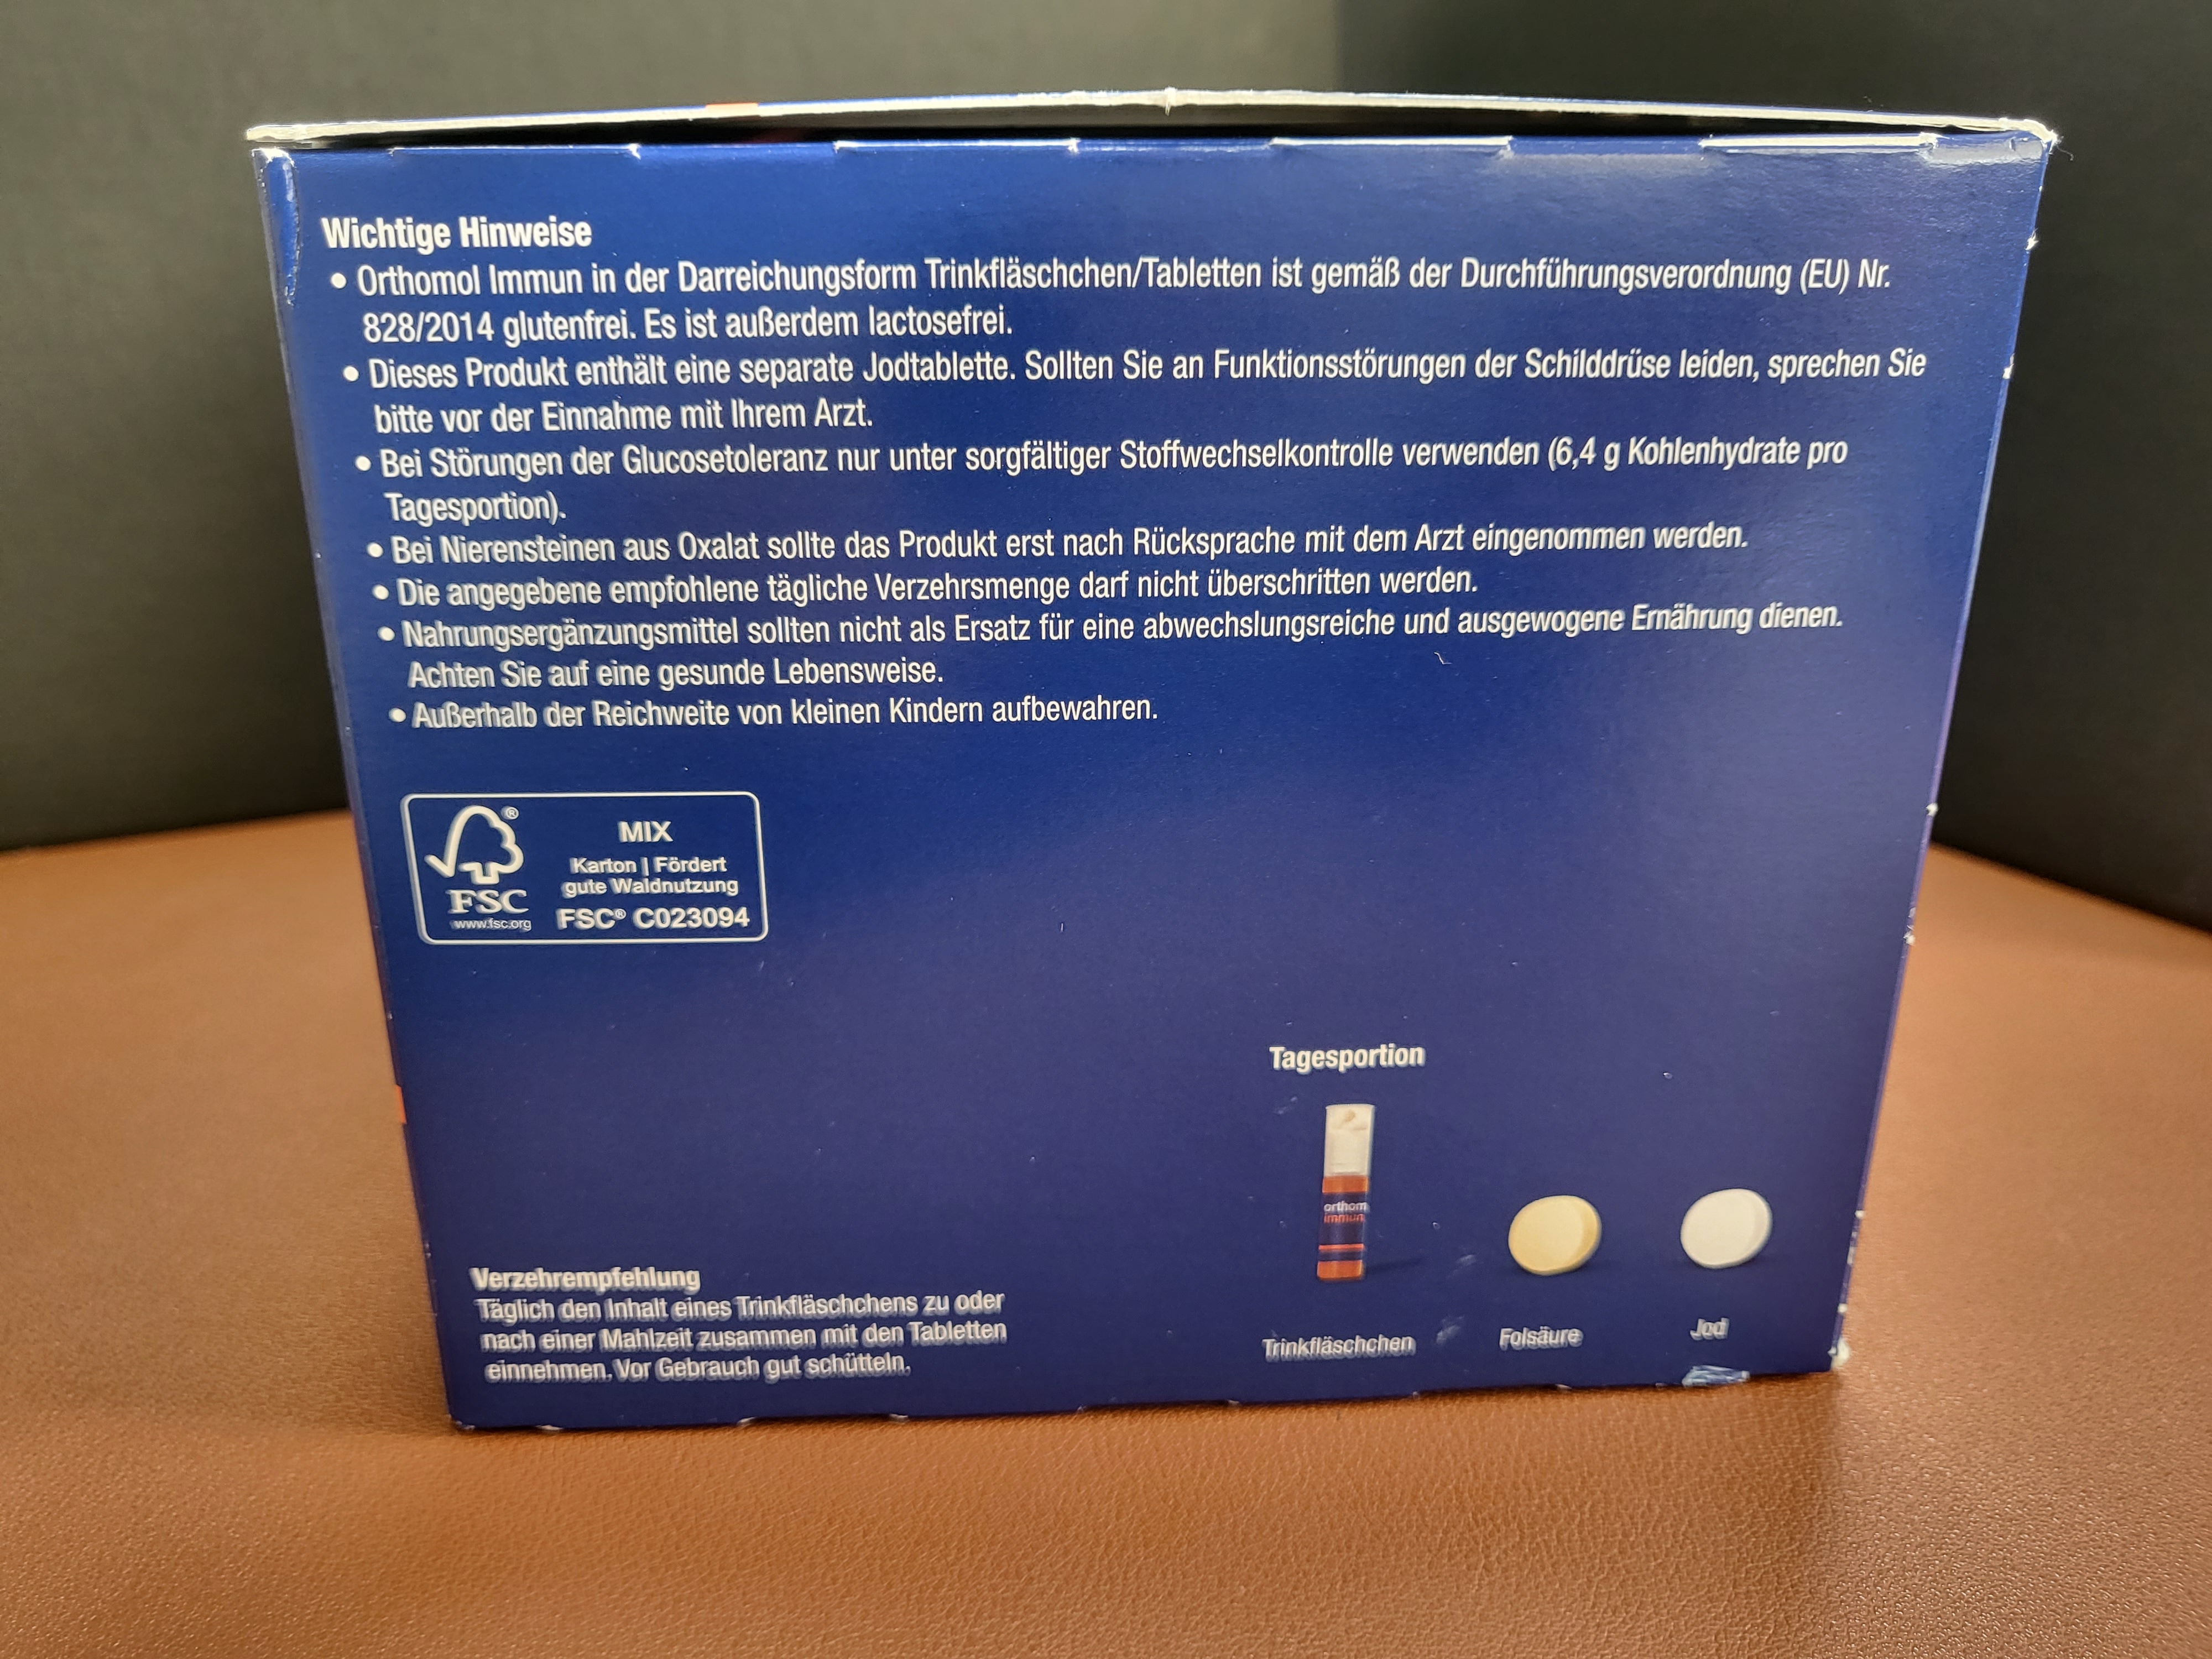 Wichtige Hinweise
• Orthomol Immun in der Darreichungsform Trinkfläschchen/Tabletten ist gemäß der Durchführungsverordnung (EU) Nr.
828/2014 glutenfrei. Es ist außerdem lactosefrei.
• Dieses Produkt enthält eine separate Jodtablette. Sollten Sie an Funktionsstörungen der Schilddrüse leiden, sprechen Sie
bitte vor der Einnahme mit Ihrem Arzt.
• Bei Störungen der Glucosetoleranz nur unter sorgfältiger Stoffwechselkontrolle verwenden (6,4 g Kohlenhydrate pro
Tagesportion).
• Bei Nierensteinen aus Oxalat sollte das Produkt erst nach Rücksprache mit dem Arzt eingenommen werden.
• Die angegebene empfohlene tägliche Verzehrsmenge darf nicht überschritten werden.
• Nahrungsergänzungsmittel sollten nicht als Ersatz für eine abwechslungsreiche und ausgewogene Ernährung dienen.
Achten Sie auf eine gesunde Lebensweise.
• Außerhalb der Reichweite von kleinen Kindern aufbewahren.
®
FSC
www.fsc.org
MIX
Karton | Fördert
gute Waldnutzung
FSC® C023094
Verzehrempfehlung
Täglich den Inhalt eines Trinkfläschchens zu oder
nach einer Mahlzeit zusammen mit den Tabletten
einnehmen. Vor Gebrauch gut schütteln.
Tagesportion
orthom
immun
Trinkfläschchen
Folsäure
Jod